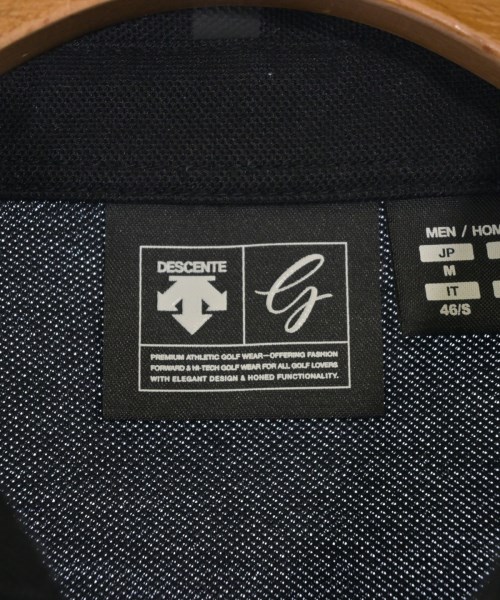 DESCENTE
G
PREMIUM ATHLETIC GOLF WEAR—OFFERING FASHION
FORWARD & HI-TECH GOLF WEAR FOR ALL GOLF LOVERS
WITH ELEGANT DESIGN & HONED FUNCTIONALITY.
MEN / HOM
JP
M
IT
46/S